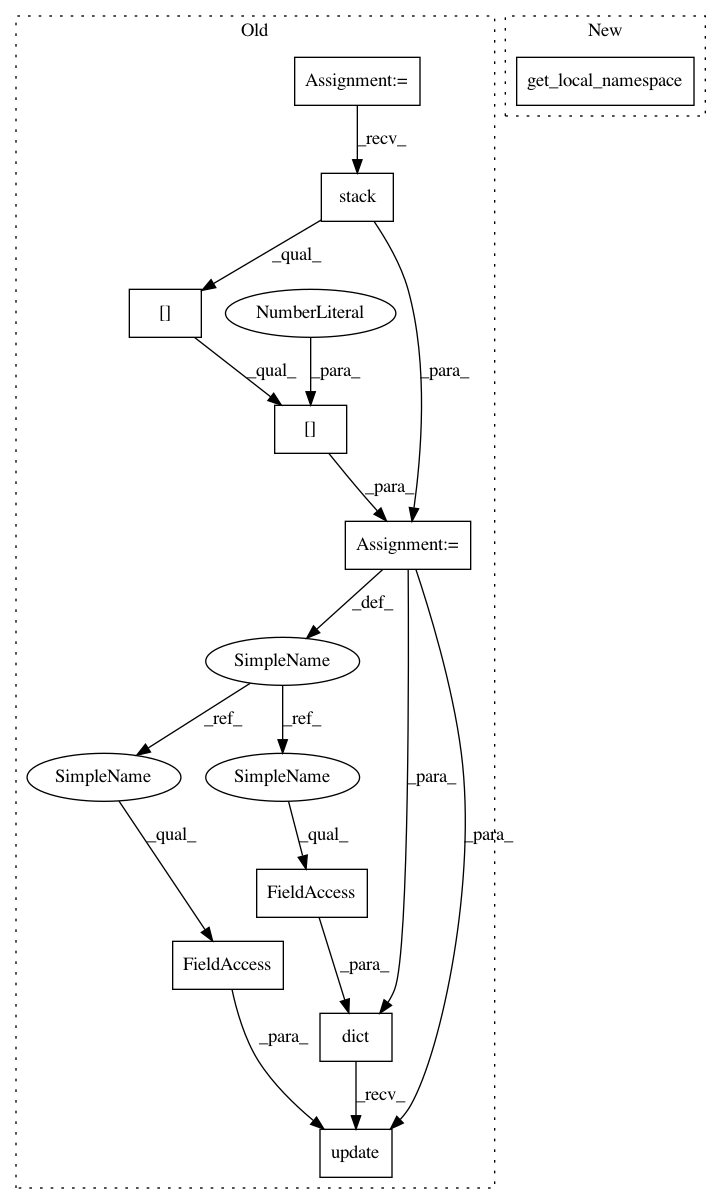 Old
New
Assignment:=
get_local_namespace
_recv_
stack
_qual_
[]
NumberLiteral
_qual_
_para_
_para_
[]
_para_
Assignment:=
_def_
SimpleName
_ref_
_ref_
SimpleName
SimpleName
_para_
_para_
_qual_
_qual_
FieldAccess
FieldAccess
_para_
dict
_para_
_recv_
update